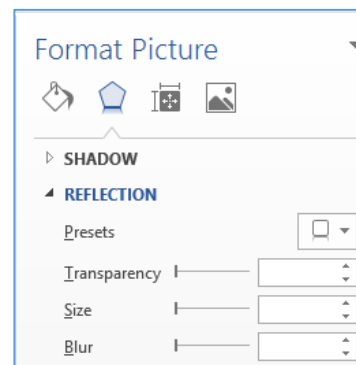 Format Picture
SHADOW
REFLECTION
Presets
Transparency
Size
Blur